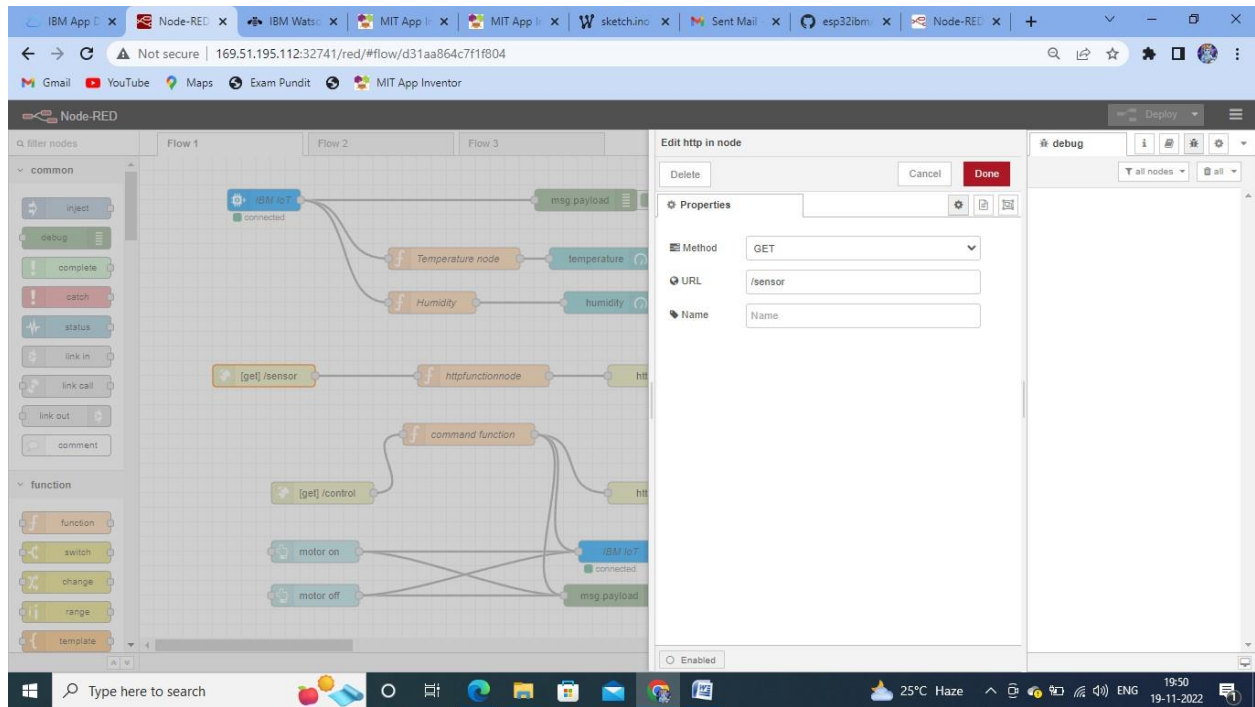 IBM App D
Node-RED
IBM Wats
MIT App In
MIT App In
sketch.ino
Sent Mail -
esp32ibm/
Node-RED
Not secure | 169.51.195.112:32741/red/#flow/d31aa864c7f1f804
Gmail YouTube Maps Exam Pundit MIT App Inventor
Node-RED
Deploy
filter nodes
Flow 1
Flow 2
Flow 3
Edit http in node
debug
common
Delete
Cancel
Done
all nodes
all
inject
debug
complete
catch
status
link in
link call
link out
comment
function
function
switch
change
range
template
IBM IoT
connected
msg.payload
Temperature node
temperature
Humidity
humidity
[get] /sensor
httpfunctionnode
htt
command function
[get] /control
htt
motor on
IBM IoT
connected
motor off
msg.payload
Properties
Method
GET
URL
/sensor
Name
Name
Enabled
Type here to search
25°C Haze
ENG
19:50
19-11-2022